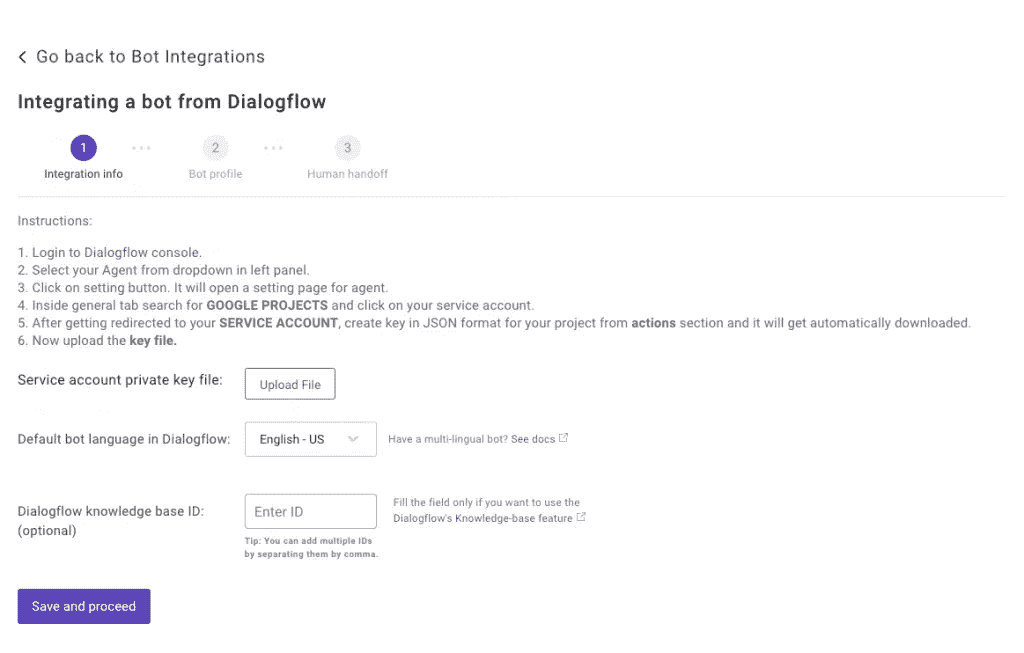 Go back to Bot Integrations
Integrating a bot from Dialogflow
1 ... 2 ... 3
Integration info Bot profile Human handoff
Instructions:
1. Login to Dialogflow console.
2. Select your Agent from dropdown in left panel.
3. Click on setting button. It will open a setting page for agent.
4. Inside general tab search for GOOGLE PROJECTS and click on your service account.
5. After getting redirected to your SERVICE ACCOUNT, create key in JSON format for your project from actions section and it will get automatically downloaded.
6. Now upload the key file.
Service account private key file: Upload File
Default bot language in Dialogflow: English - US Have a multi-lingual bot? See docs
Dialogflow knowledge base ID:
(optional)
Enter ID
Tip: You can add multiple IDs
by separating them by comma.
Fill the field only if you want to use the
Dialogflow's Knowledge-base feature
Save and proceed